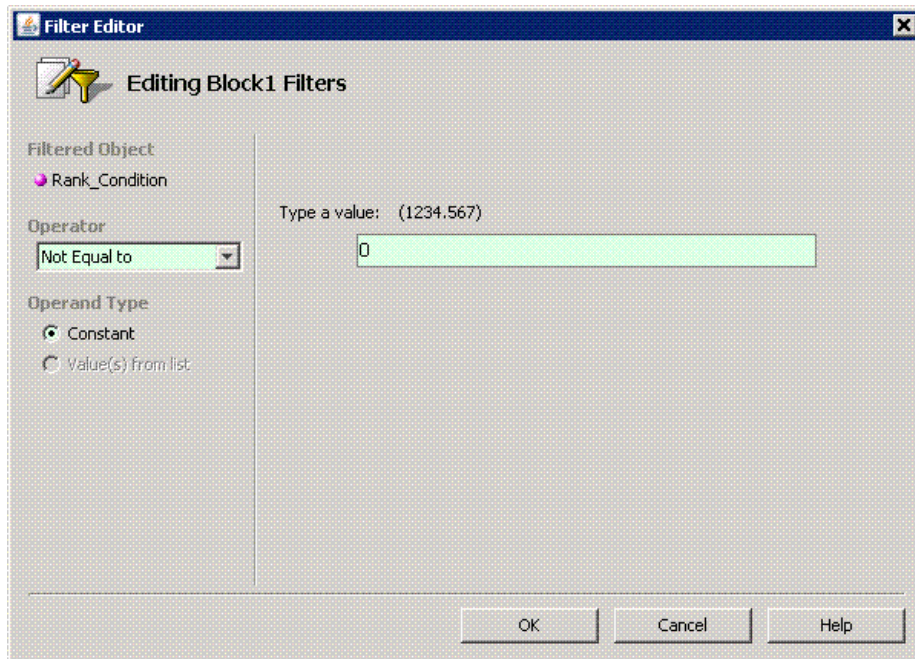 Filter Editor
Editing Block1 Filters
Filtered Object
Rank_Condition
Operator
Not Equal to
Operand Type
Constant
Value(s) from list
Type a value: (1234.567)
0
OK Cancel Help